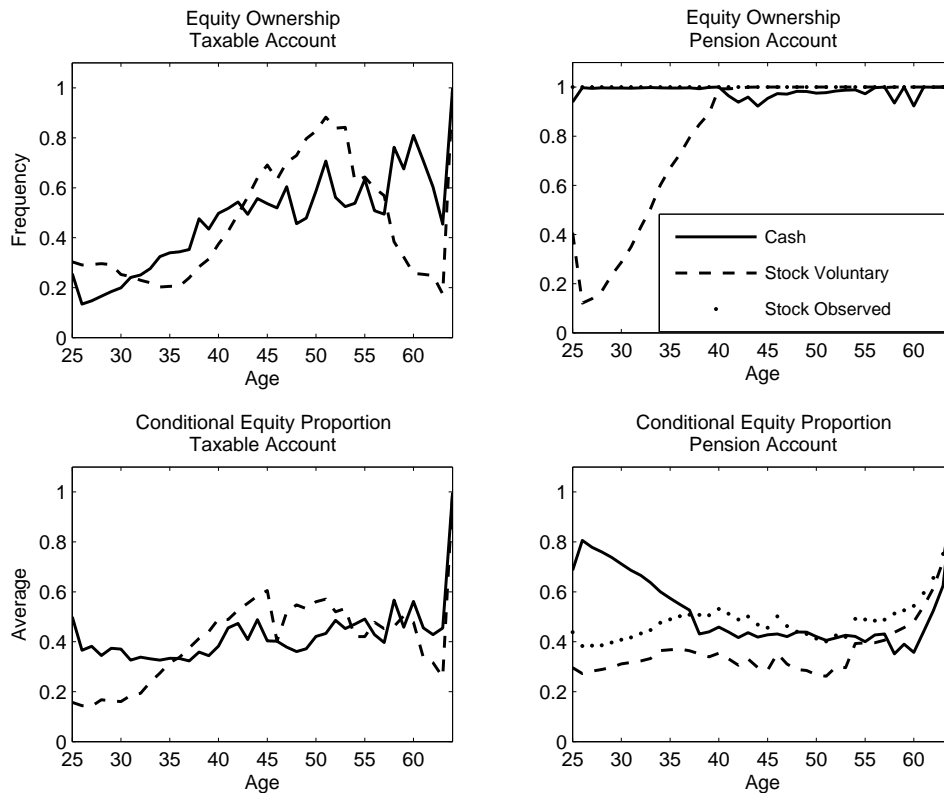 Equity Ownership
Taxable Account
Frequency
1
0.8
0.6
0.4
0.2
0
25 30 35 40 45 50 55 60
Age
Equity Ownership
Pension Account
1
0.8
0.6
0.4
0.2
0
25 30 35 40 45 50 55 60
Age
Cash
Stock Voluntary
Stock Observed
Conditional Equity Proportion
Taxable Account
Average
1
0.8
0.6
0.4
0.2
0
25 30 35 40 45 50 55 60
Age
Conditional Equity Proportion
Pension Account
1
0.8
0.6
0.4
0.2
0
25 30 35 40 45 50 55 60
Age